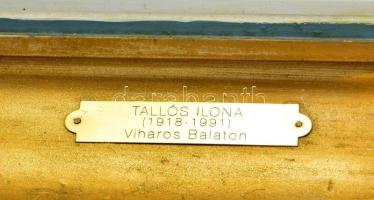 darabanth
TALLÓS ILONA
(1918-1991)
Viharos Balaton